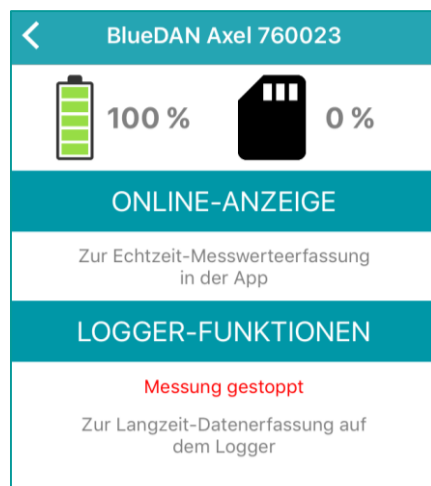 BlueDAN Axel 760023
100 % 0 %
ONLINE-ANZEIGE
Zur Echtzeit-Messwerteerfassung
in der App
LOGGER-FUNKTIONEN
Messung gestoppt
Zur Langzeit-Datenerfassung auf
dem Logger